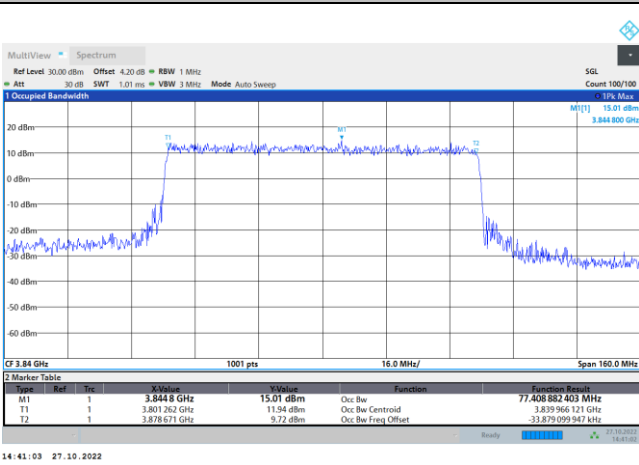 MultiView Spectrum
Ref Level 30.00 dBm Offset 4.20 dB RBW 1 MHz SGL
Att 30 dB SWT 1.01 ms VBW 3 MHz Mode Auto Sweep Count 100/100
1 Occupied Bandwidth 1Pk Max
M1[1] 15.01 dBm
3.844 800 GHz
20 dBm
T1
M1
T2
10 dBm
0 dBm
-10 dBm
-20 dBm
-30 dBm
-40 dBm
-50 dBm
-60 dBm
CF 3.84 GHz 1001 pts 16.0 MHz/ Span 160.0 MHz
2 Marker Table
Type Ref Trc X-Value Y-Value Function Function Result
M1 1 3.8448 GHz 15.01 dBm Occ Bw 77.408 882 403 MHz
T1 1 3.801 262 GHz 11.94 dBm Occ Bw Centroid 3.839 966 121 GHz
T2 1 3.878 671 GHz 9.72 dBm Occ Bw Freq Offset -33.879 099 947 kHz
Ready 27.10.2022
14:41:02
14:41:03 27.10.2022